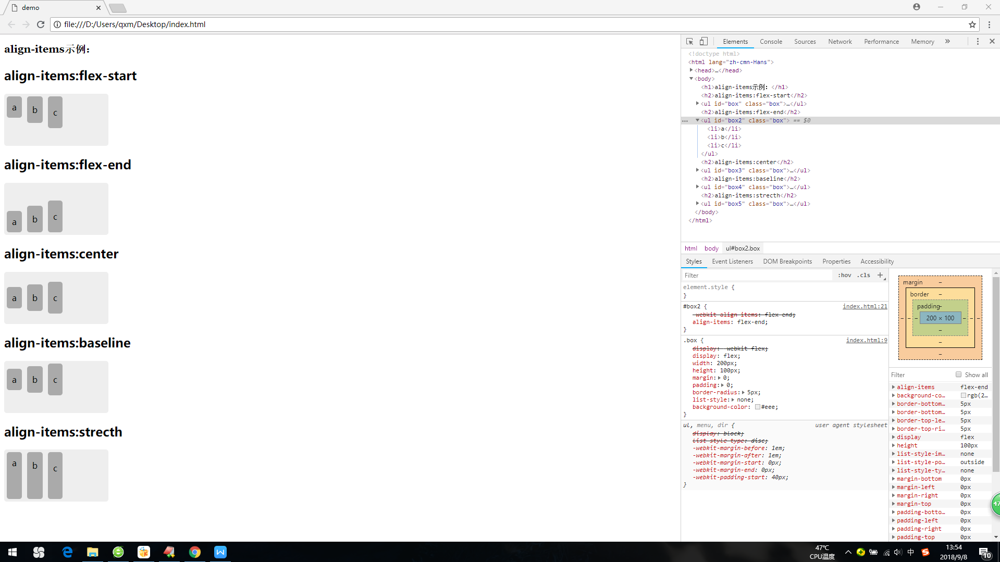 demo
file:///D:/Users/qxm/Desktop/index.html
align-items示例：
align-items:flex-start
a b c
align-items:flex-end
a b c
align-items:center
a b c
align-items:baseline
a b c
align-items:strecth
a b c
Elements Console Sources Network Performance Memory »
<!doctype html>
<html lang="zh-cmn-Hans">
<head>…</head>
<body>
<h1>align-items示例：</h1>
<h2>align-items:flex-start</h2>
<ul id="box" class="box">…</ul>
<h2>align-items:flex-end</h2>
… <ul id="box2" class="box"> == $0
<li>a</li>
<li>b</li>
<li>c</li>
</ul>
<h2>align-items:center</h2>
<ul id="box3" class="box">…</ul>
<h2>align-items:baseline</h2>
<ul id="box4" class="box">…</ul>
<h2>align-items:strecth</h2>
<ul id="box5" class="box">…</ul>
</body>
</html>
html body ul#box2.box
Styles Event Listeners DOM Breakpoints Properties Accessibility
Filter :hov .cls +
element.style {
}
#box2 { index.html:21
-webkit-align-items: flex-end;
align-items: flex-end;
}
.box { index.html:9
display: -webkit-flex;
display: flex;
width: 200px;
height: 100px;
margin: 0;
padding: 0;
border-radius: 5px;
list-style: none;
background-color: #eee;
}
ul, menu, dir { user agent stylesheet
display: block;
list-style-type: disc;
-webkit-margin-before: 1em;
-webkit-margin-after: 1em;
-webkit-margin-start: 0px;
-webkit-margin-end: 0px;
-webkit-padding-start: 40px;
}
margin –
border –
padding –
– – – 200 × 100 – – –
–
–
–
Filter Show all
align-items flex-end
background-co… rgb(2…
border-bottom… 5px
border-bottom… 5px
border-top-le… 5px
border-top-ri… 5px
display flex
height 100px
list-style-im… none
list-style-po… outside
list-style-ty… none
margin-bottom 0px
margin-left 0px
margin-right 0px
margin-top 0px
padding-botto… 0px
padding-left 0px
padding-right 0px
padding-top 0px
47
47℃
CPU温度
中
13:54
2018/9/8
10